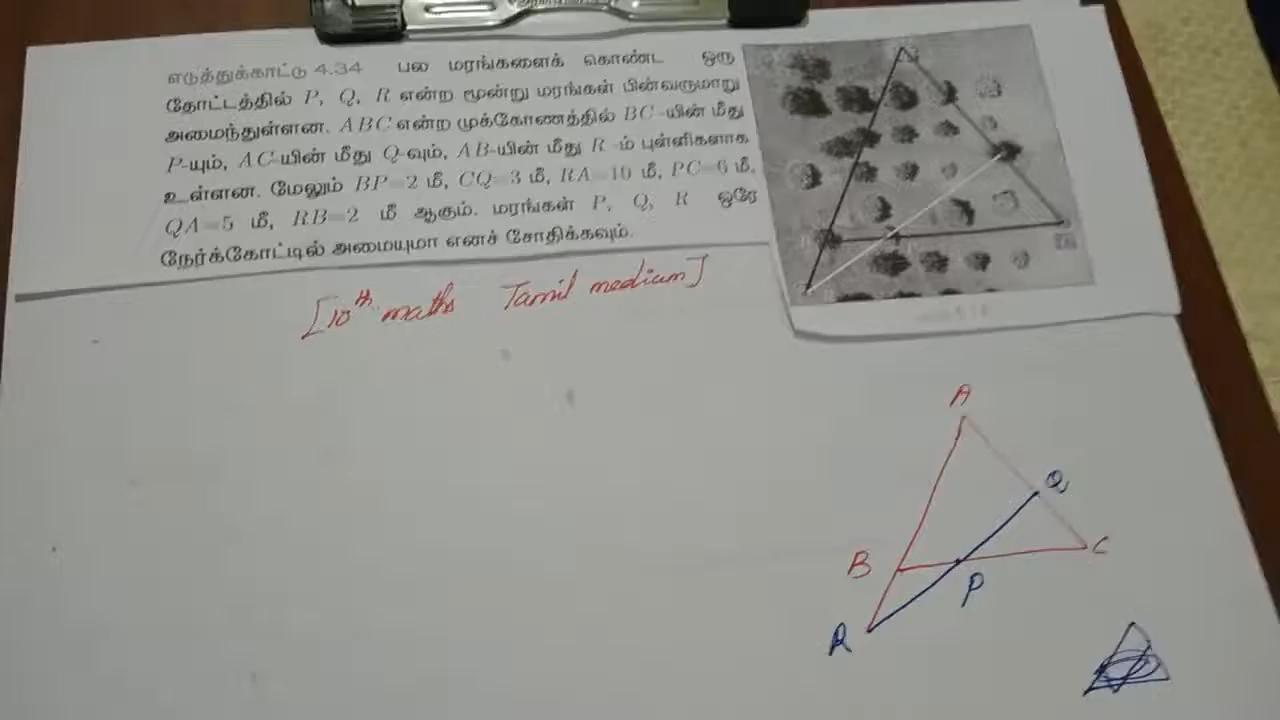 எடுத்துக்காட்டு 4.34 பல மரங்களைக் கொண்ட ஒரு
தோட்டத்தில் P, Q, R என்ற மூன்று மரங்கள் பின்வருமாறு
அமைந்துள்ளன. ABC என்ற முக்கோணத்தில் BC-யின் மீது
P-யும், AC-யின் மீது Q-வும், AB-யின் மீது R-ம் புள்ளிகளாக
உள்ளன. மேலும் BP=2 மீ, CQ=3 மீ, RA=10 மீ, PC=6 மீ,
QA=5 மீ, RB=2 மீ ஆகும். மரங்கள் P, Q, R ஒரே
நேர்க்கோட்டில் அமையுமா எனச் சோதிக்கவும்.
[10th maths Tamil medium]
A
Q
B
C
P
R